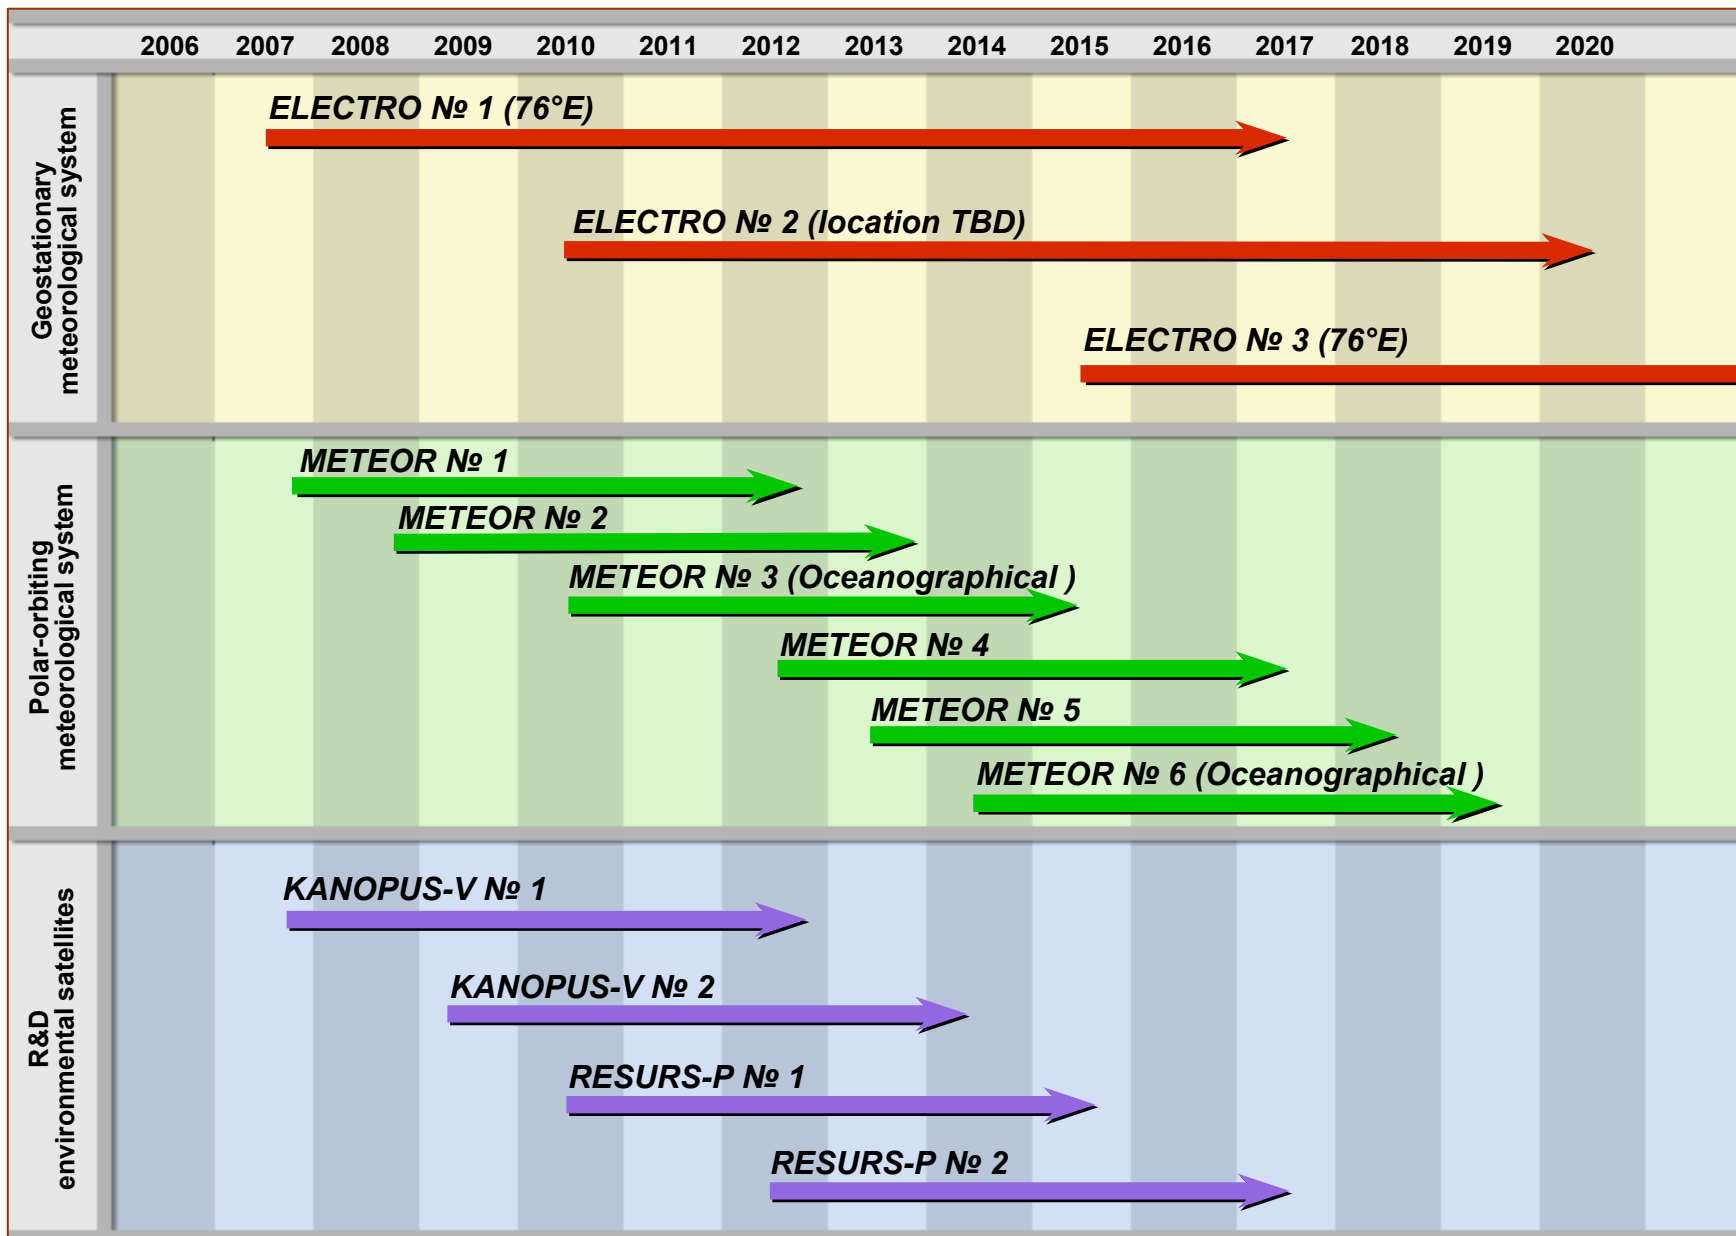 2006 2007 2008 2009 2010 2011 2012 2013 2014 2015 2016 2017 2018 2019 2020
Geostationary
meteorological system
ELECTRO № 1 (76°E)
ELECTRO № 2 (location TBD)
ELECTRO № 3 (76°E)
Polar-orbiting
meteorological system
METEOR № 1
METEOR № 2
METEOR № 3 (Oceanographical )
METEOR № 4
METEOR № 5
METEOR № 6 (Oceanographical )
R&D
environmental satellites
KANOPUS-V № 1
KANOPUS-V № 2
RESURS-P № 1
RESURS-P № 2